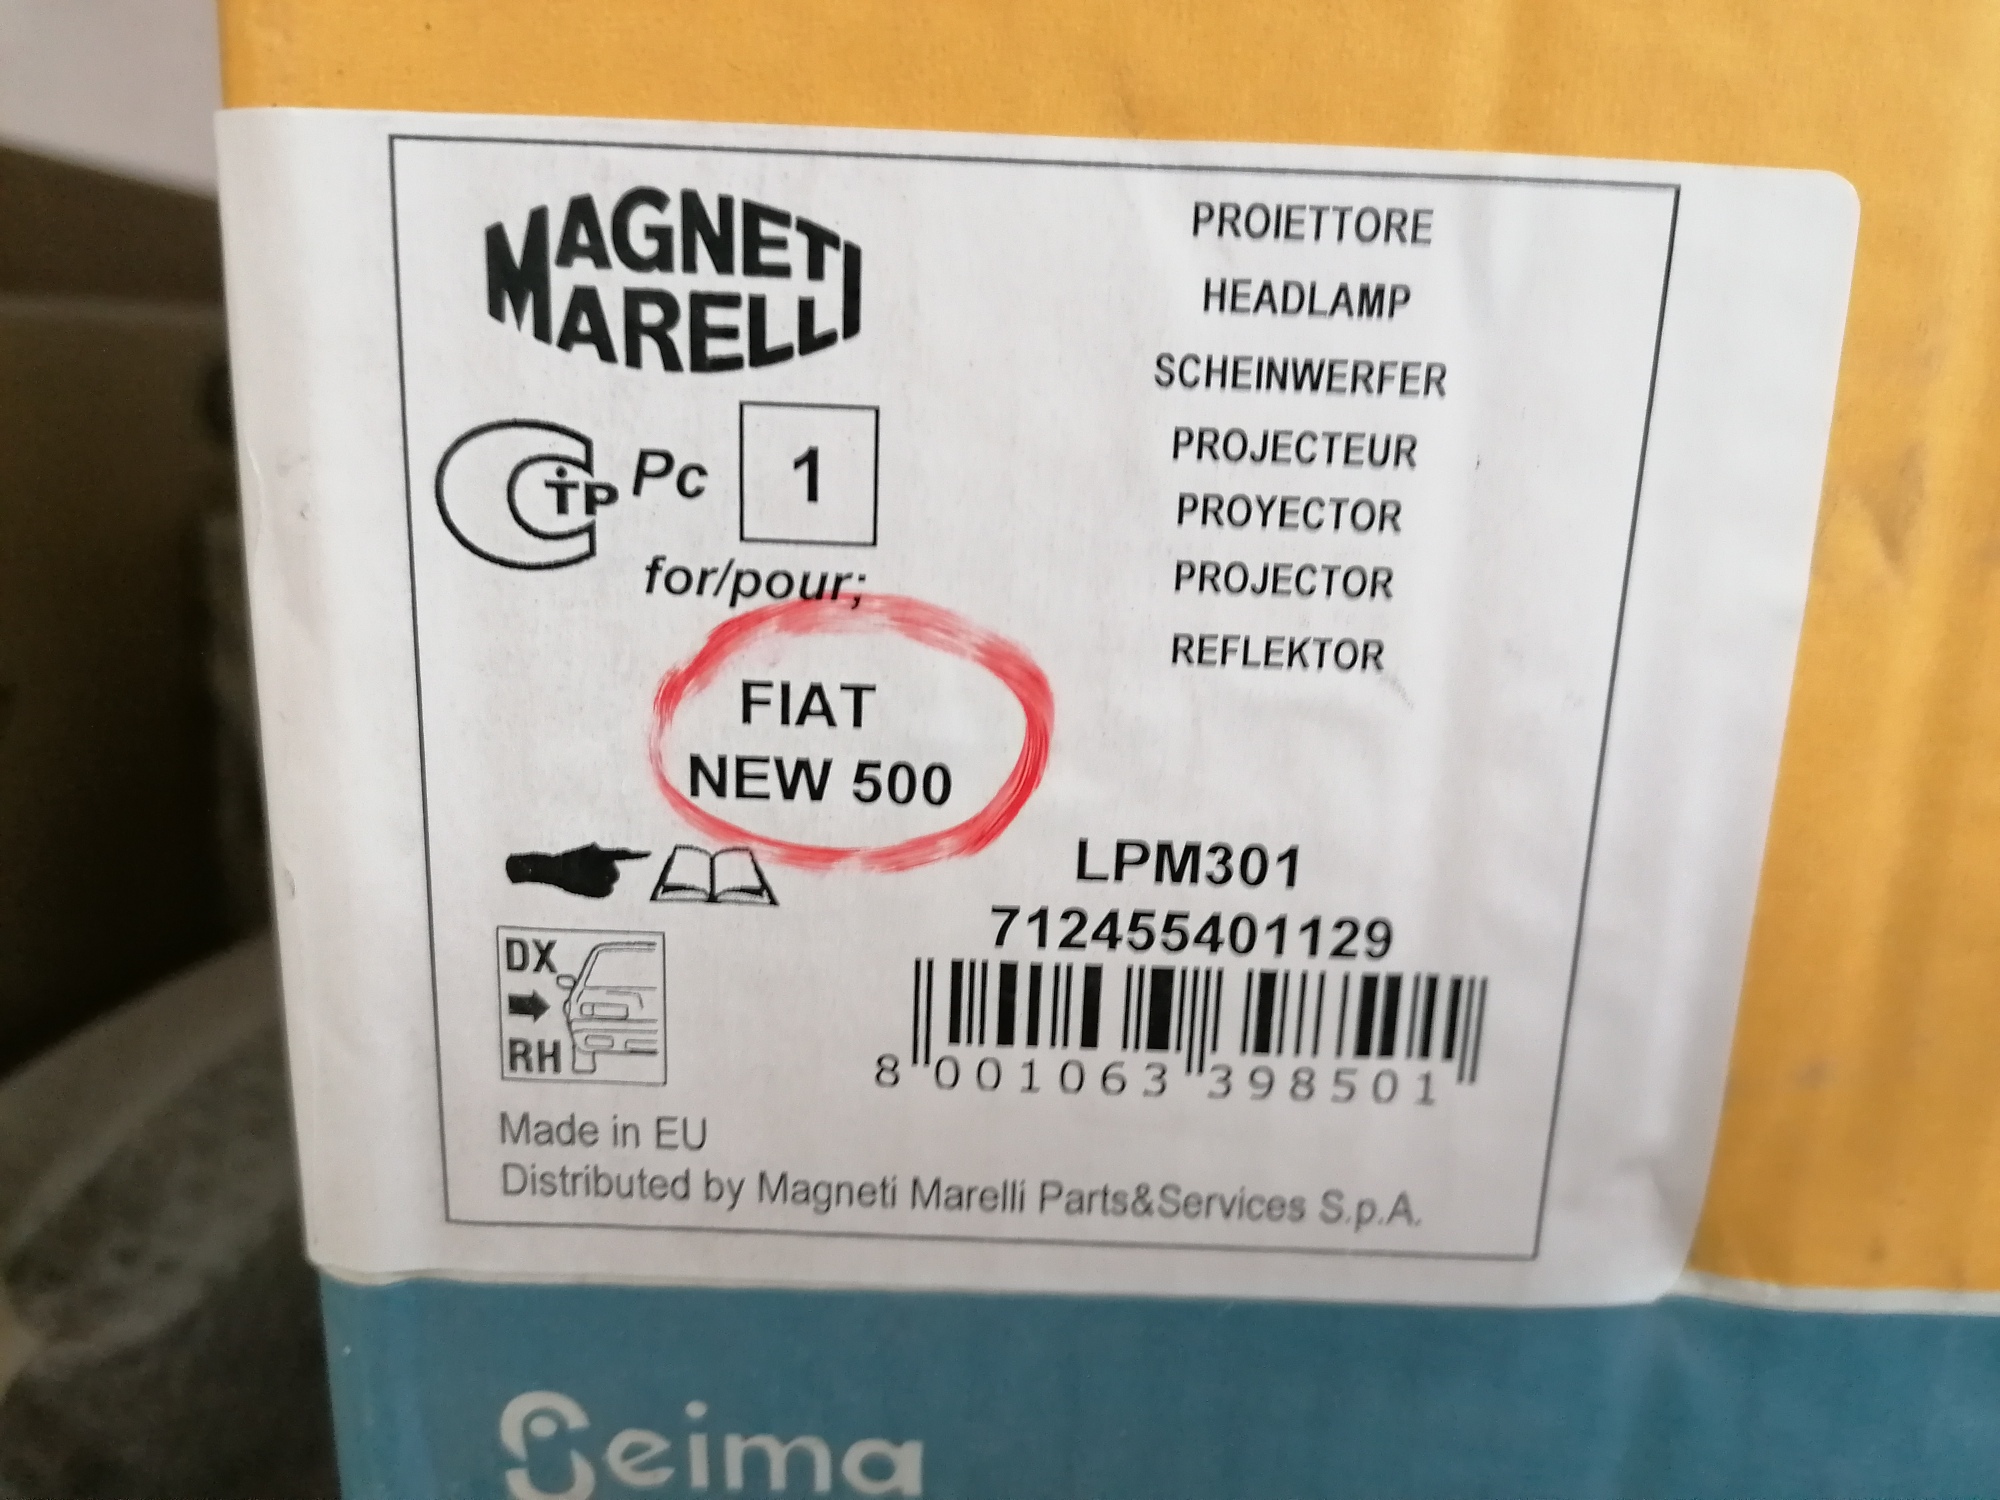 MAGNETI
MARELLI
CTP Pc 1
for/pour;
FIAT
NEW 500
PROIETTORE
HEADLAMP
SCHEINWERFER
PROJECTEUR
PROYECTOR
PROJECTOR
REFLEKTOR
LPM301
712455401129
8 001063 398501
DX
RH
Made in EU
Distributed by Magneti Marelli Parts&Services S.p.A.
Seima